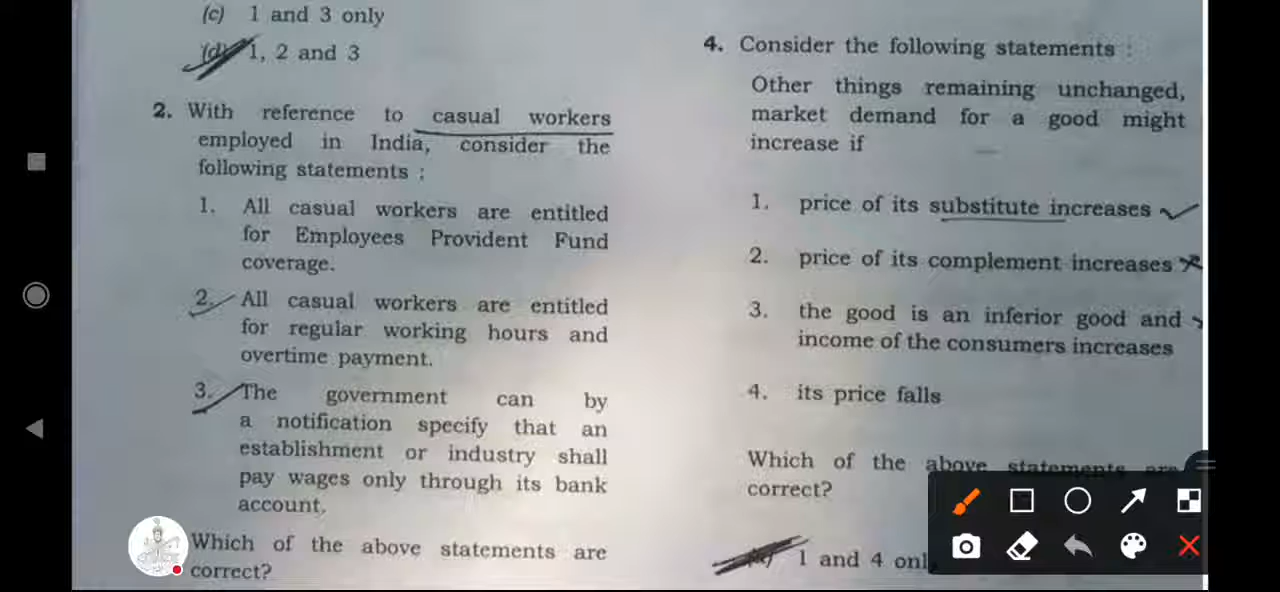 (c) 1 and 3 only
(d) 1, 2 and 3
2. With reference to casual workers
employed in India, consider the
following statements :
1. All casual workers are entitled
for Employees Provident Fund
coverage.
2. All casual workers are entitled
for regular working hours and
overtime payment.
3. The government can by
a notification specify that an
establishment or industry shall
pay wages only through its bank
account.
Which of the above statements are
correct?
4. Consider the following statements :
Other things remaining unchanged,
market demand for a good might
increase if
1. price of its substitute increases
2. price of its complement increases
3. the good is an inferior good and
income of the consumers increases
4. its price falls
Which of the above statements are
correct?
1 and 4 only